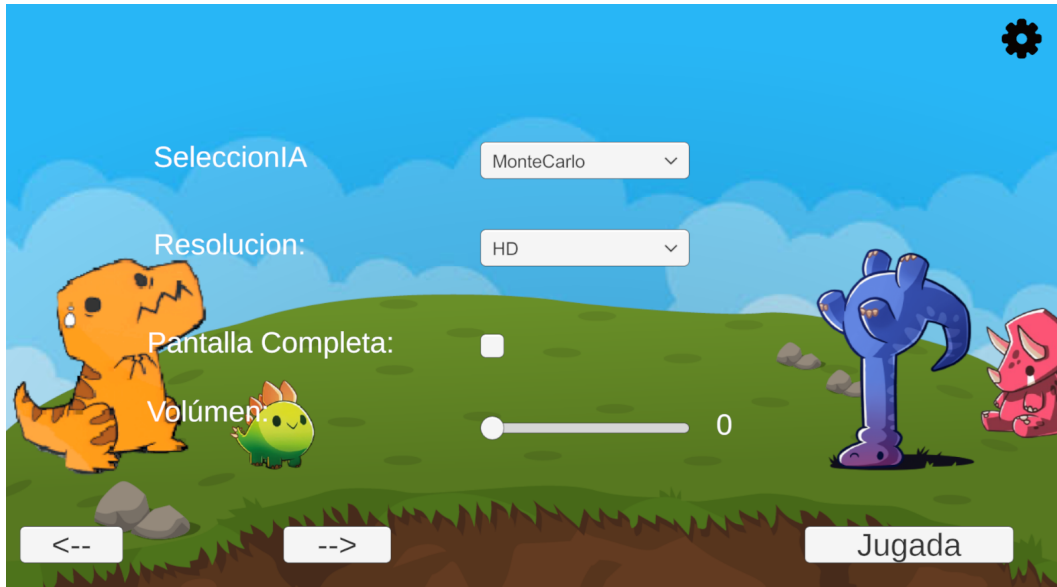 SeleccionIA
MonteCarlo
Resolucion:
HD
Pantalla Completa:
Volúmen:
0
<--
-->
Jugada